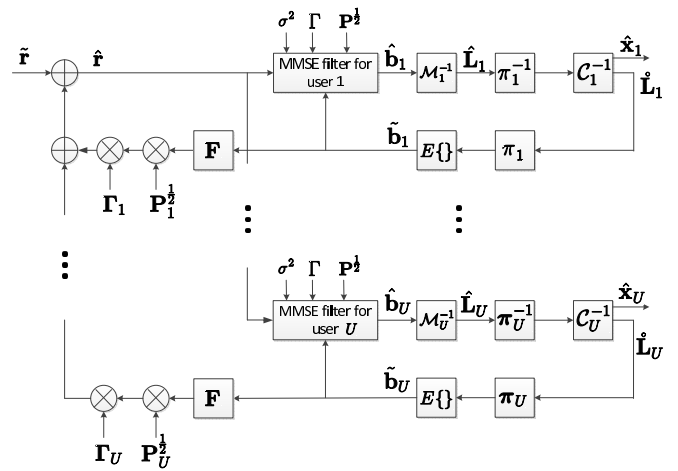 σ² Γ P^{1/2}
r̃ r̂ MMSE filter for user 1 b̂₁ ℳ₁⁻¹ L̂₁ π₁⁻¹ 𝒞₁⁻¹ x̂₁
L̊₁
F b̃₁ E{} π₁
Γ₁ P₁^{1/2}
σ² Γ P^{1/2}
MMSE filter for user U b̂_U ℳ_U⁻¹ L̂_U π_U⁻¹ 𝒞_U⁻¹ x̂_U
L̊_U
F b̃_U E{} π_U
Γ_U P_U^{1/2}